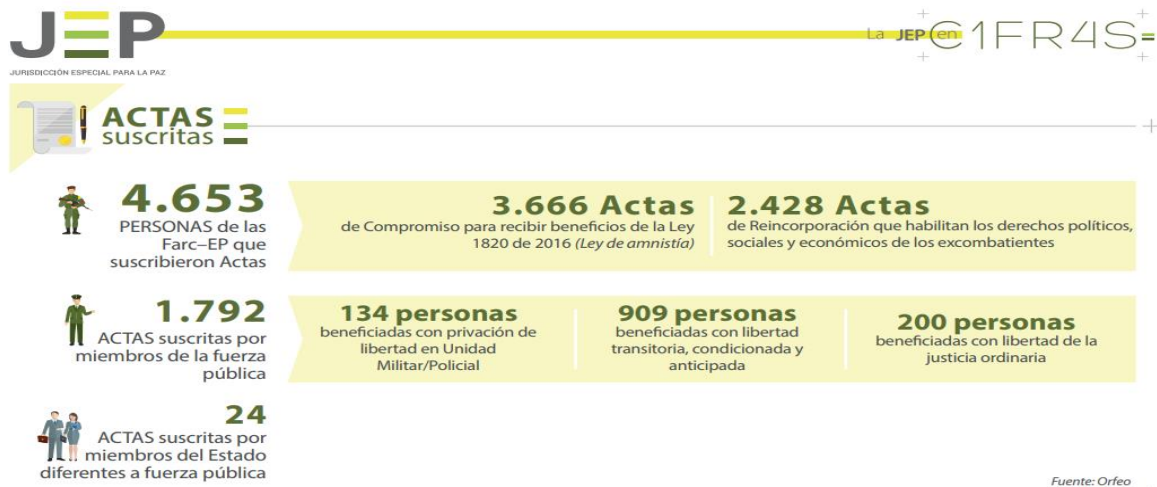 JEP
JURISDICCIÓN ESPECIAL PARA LA PAZ
La JEP en C1FR4S
ACTAS
suscritas
4.653
PERSONAS de las
Farc–EP que
suscribieron Actas
3.666 Actas
de Compromiso para recibir beneficios de la Ley
1820 de 2016 (Ley de amnistía)
2.428 Actas
de Reincorporación que habilitan los derechos políticos,
sociales y económicos de los excombatientes
1.792
ACTAS suscritas por
miembros de la fuerza
pública
134 personas
beneficiadas con privación de
libertad en Unidad
Militar/Policial
909 personas
beneficiadas con libertad
transitoria, condicionada y
anticipada
200 personas
beneficiadas con libertad de la
justicia ordinaria
24
ACTAS suscritas por
miembros del Estado
diferentes a fuerza pública
Fuente: Orfeo